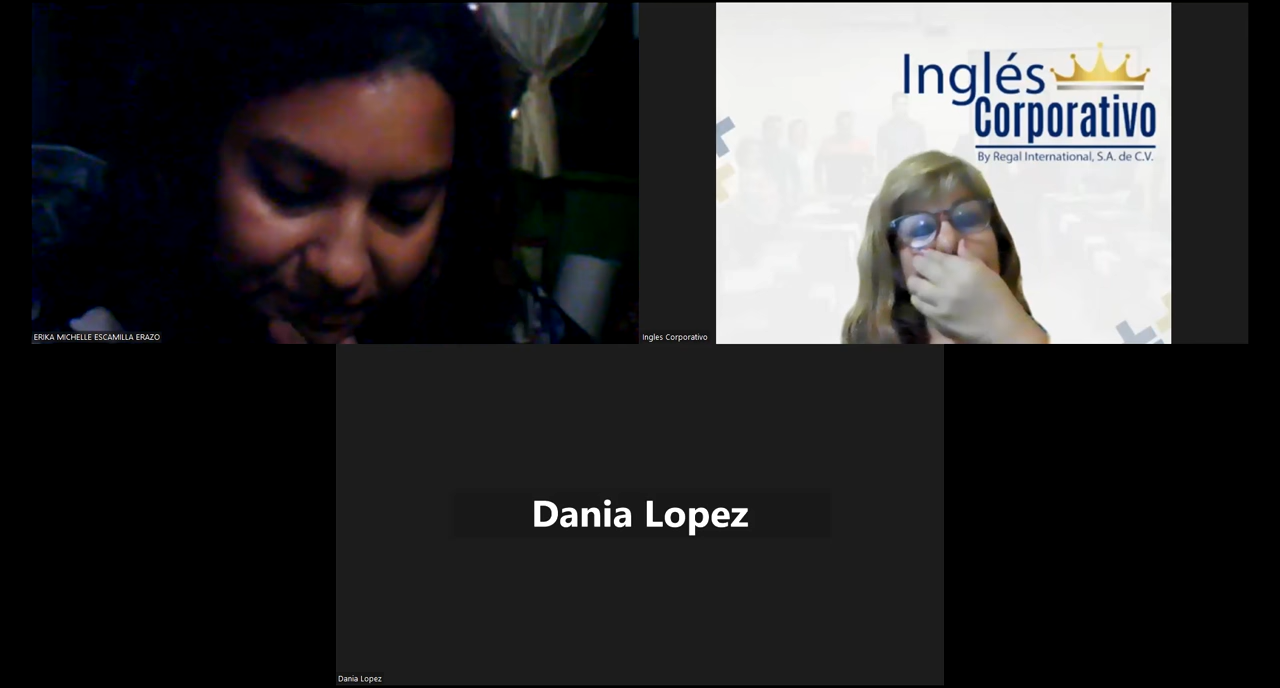 Inglés
Corporativo
By Regal International, S.A. de C.V.
ERIKA MICHELLE ESCAMILLA ERAZO
Ingles Corporativo
Dania Lopez
Dania Lopez